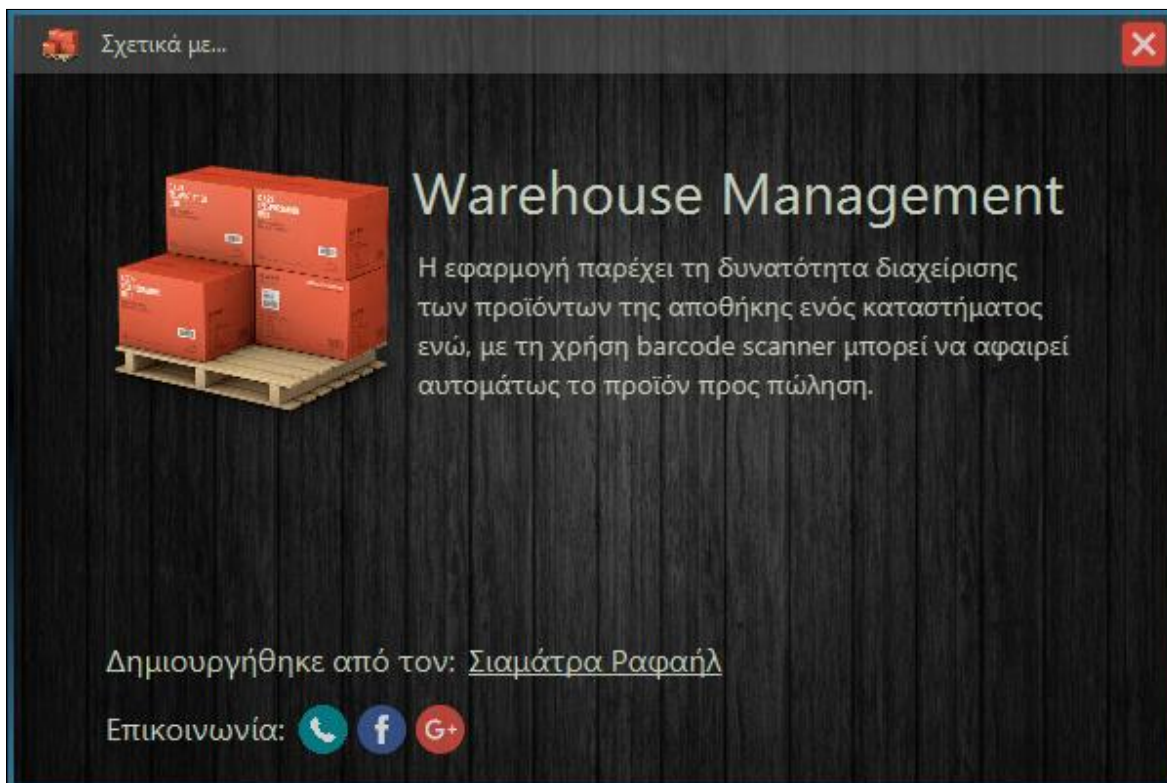 Σχετικά με...
Warehouse Management
Η εφαρμογή παρέχει τη δυνατότητα διαχείρισης
των προϊόντων της αποθήκης ενός καταστήματος
ενώ, με τη χρήση barcode scanner μπορεί να αφαιρεί
αυτομάτως το προϊόν προς πώληση.
Δημιουργήθηκε από τον: Σιαμάτρα Ραφαήλ
Επικοινωνία: f G+